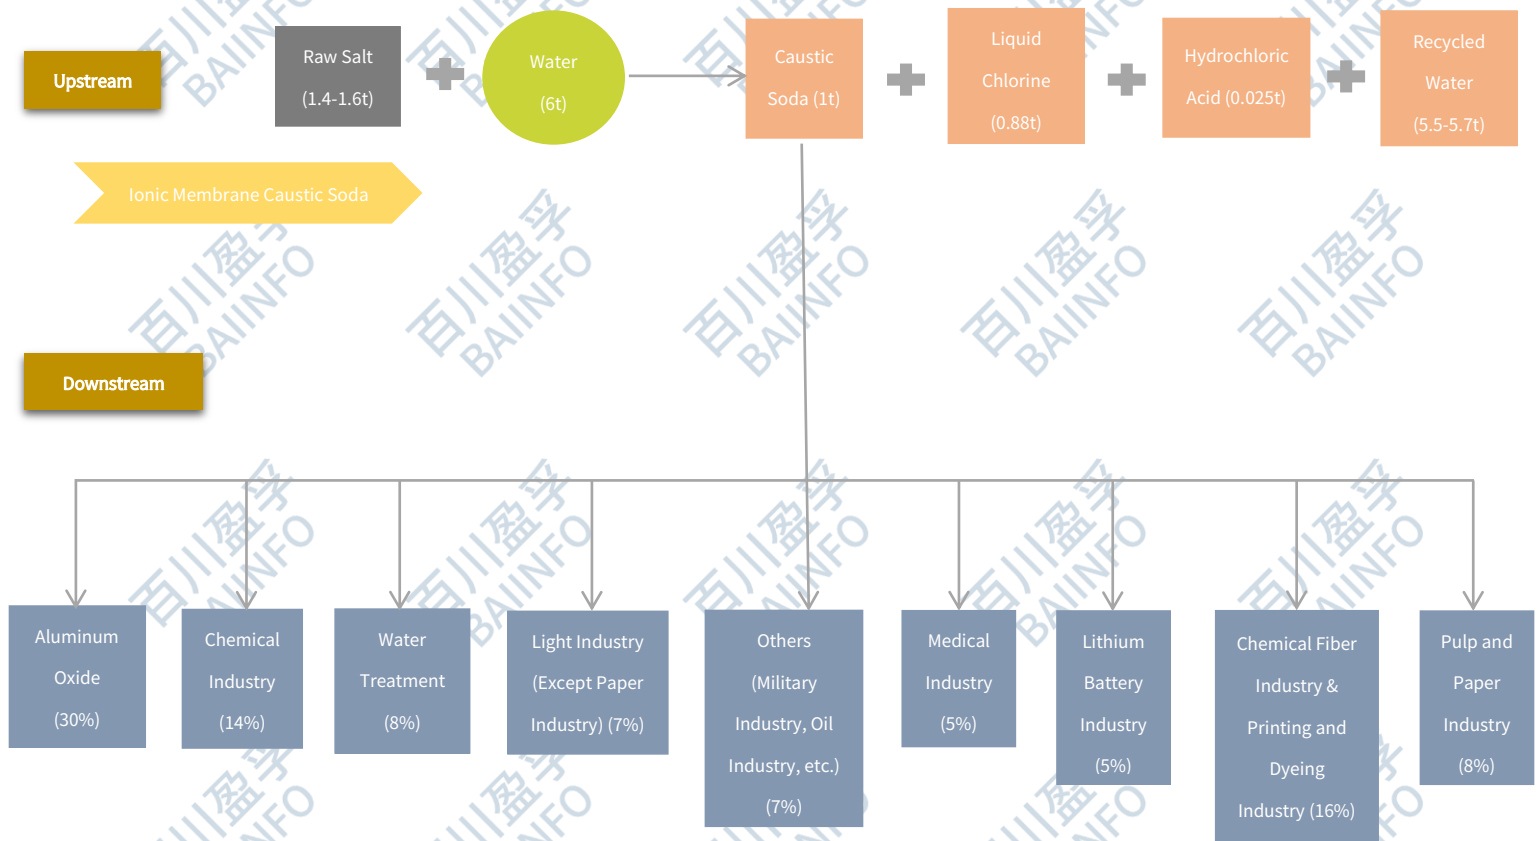 Upstream
Raw Salt
(1.4-1.6t)
Water
(6t)
Caustic
Soda (1t)
Liquid
Chlorine
(0.88t)
Hydrochloric
Acid (0.025t)
Recycled
Water
(5.5-5.7t)
Ionic Membrane Caustic Soda
Downstream
Aluminum
Oxide
(30%)
Chemical
Industry
(14%)
Water
Treatment
(8%)
Light Industry
(Except Paper
Industry) (7%)
Others
(Military
Industry, Oil
Industry, etc.)
(7%)
Medical
Industry
(5%)
Lithium
Battery
Industry
(5%)
Chemical Fiber
Industry &
Printing and
Dyeing
Industry (16%)
Pulp and
Paper
Industry
(8%)
百川盈孚
BAIINFO